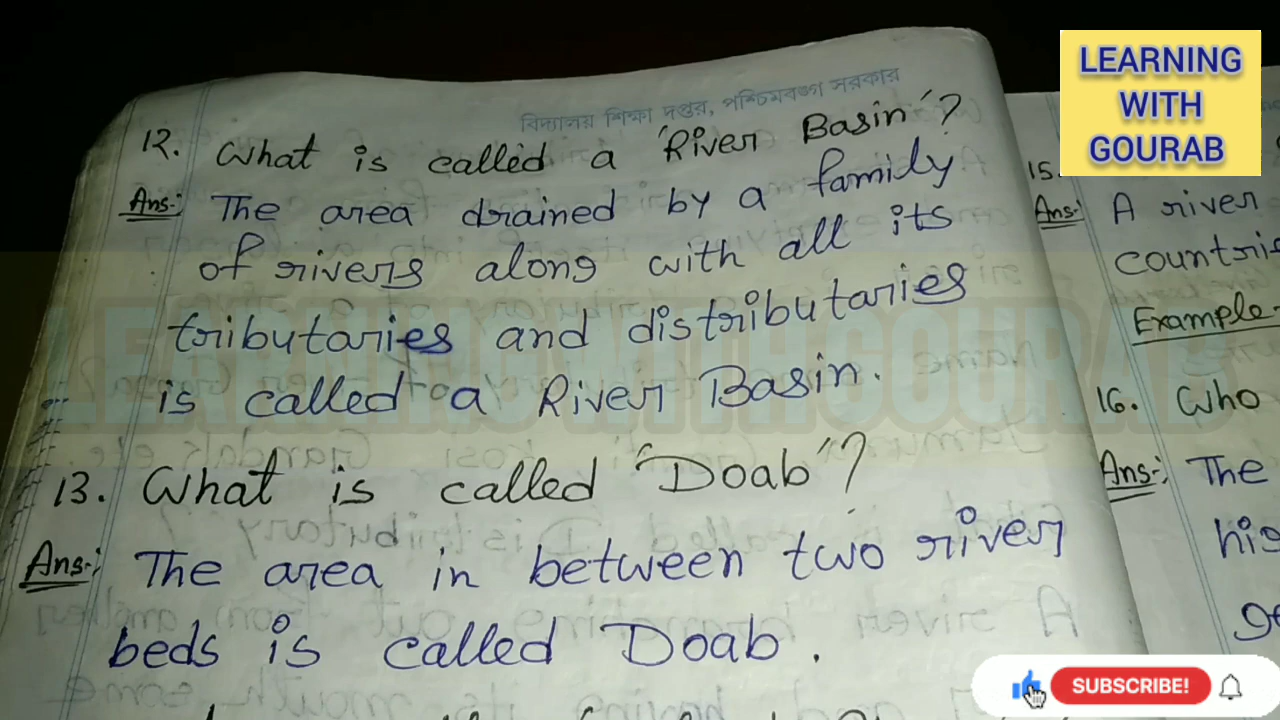 LEARNING
WITH
GOURAB
বিদ্যালয় শিক্ষা দপ্তর, পশ্চিমবঙ্গ সরকার
12. What is called a 'River Basin'?
Ans:- The area drained by a family
of rivers along with all its
tributaries and distributaries
is called a River Basin.
13. What is called 'Doab'?
Ans:- The area in between two river
beds is called Doab.
15.
Ans:- A river
Example:-
16. Who
Ans:- The
LEARNING WITH GOURAB
SUBSCRIBE!